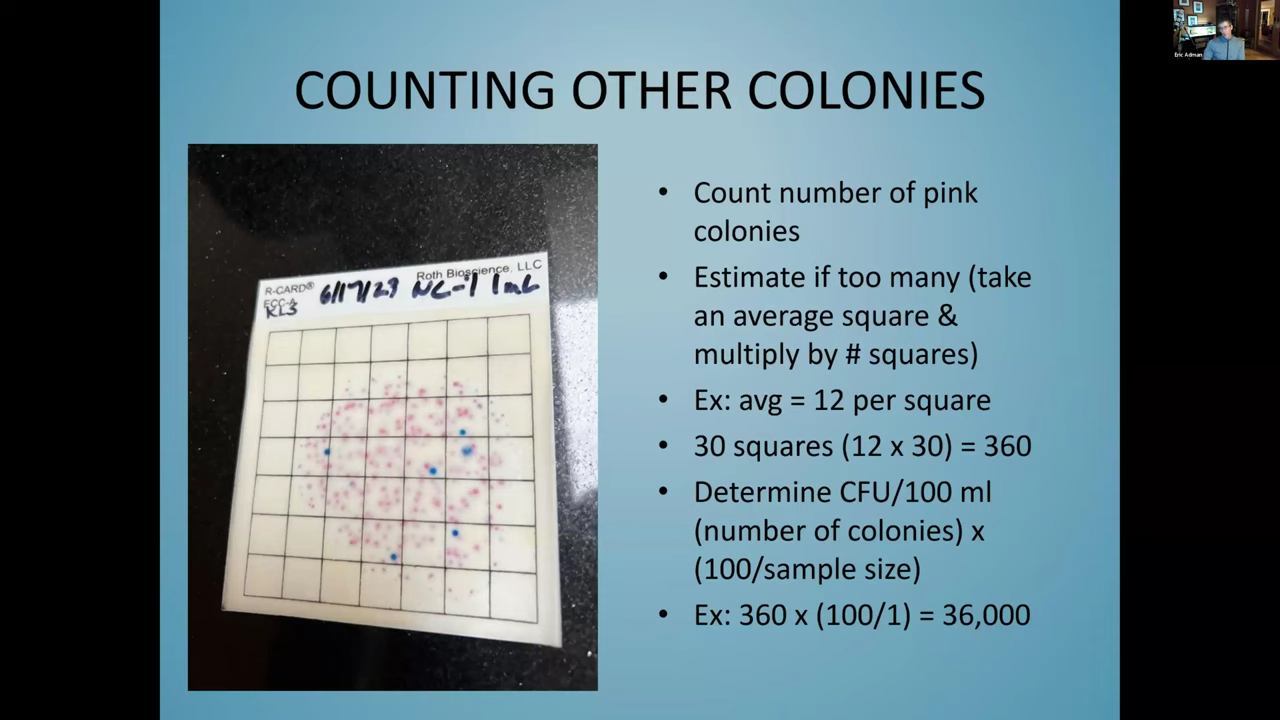 Eric Adman
COUNTING OTHER COLONIES
Roth Bioscience, LLC
R-CARD®
ECC-A
6/17/23 NC-1 1mL
KLS
• Count number of pink
colonies
• Estimate if too many (take
an average square &
multiply by # squares)
• Ex: avg = 12 per square
• 30 squares (12 x 30) = 360
• Determine CFU/100 ml
(number of colonies) x
(100/sample size)
• Ex: 360 x (100/1) = 36,000